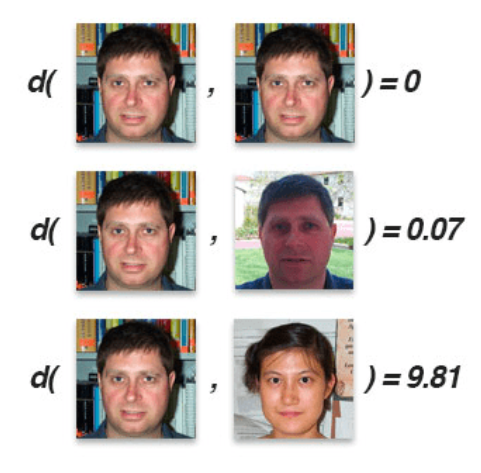 d( , ) = 0
d( , ) = 0.07
d( , ) = 9.81